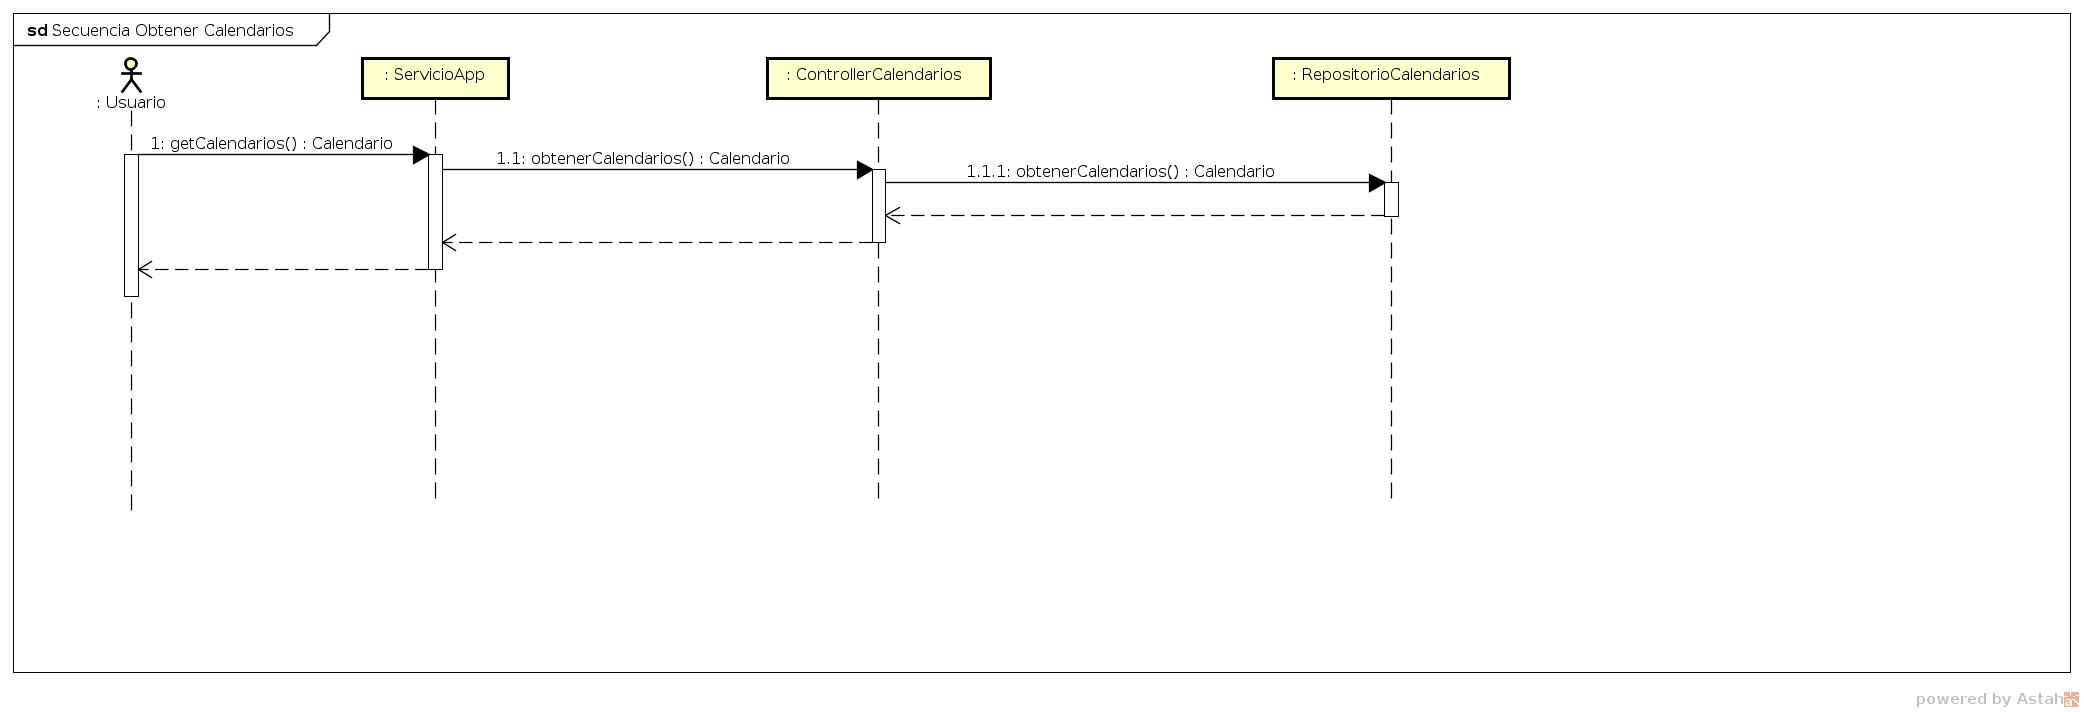 sd Secuencia Obtener Calendarios
: Usuario
: ServicioApp
: ControllerCalendarios
: RepositorioCalendarios
1: getCalendarios() : Calendario
1.1: obtenerCalendarios() : Calendario
1.1.1: obtenerCalendarios() : Calendario
powered by Astah